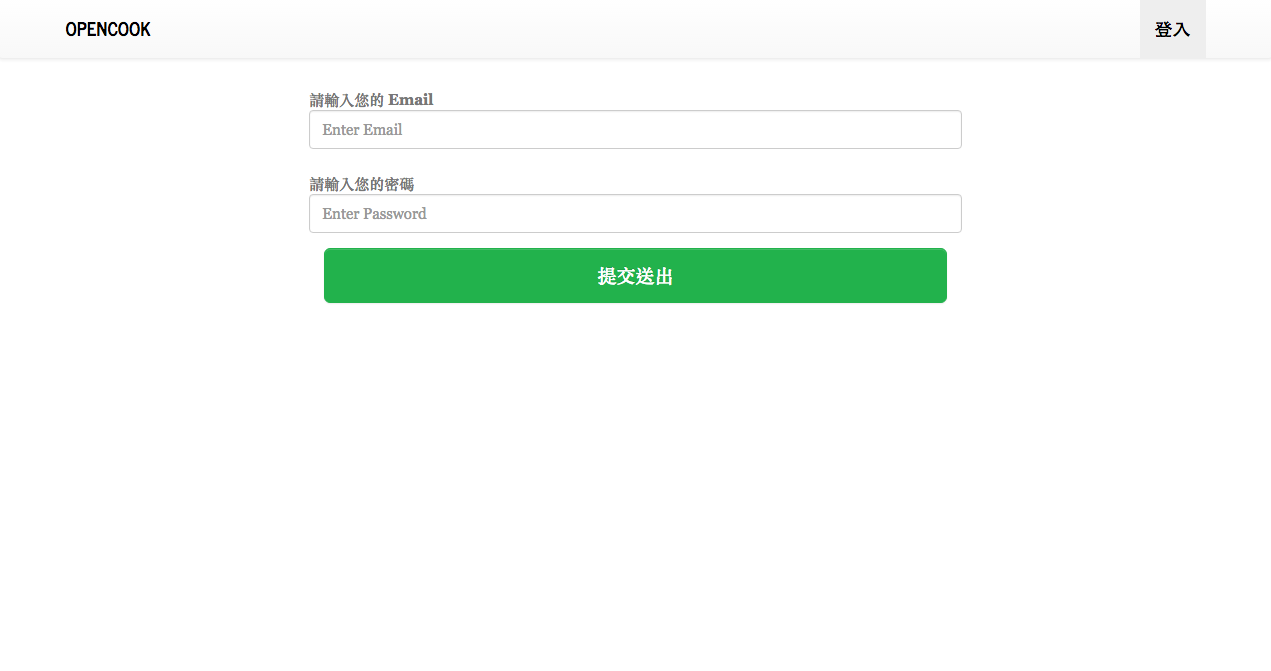 OPENCOOK
登入
請輸入您的 Email
Enter Email
請輸入您的密碼
Enter Password
提交送出